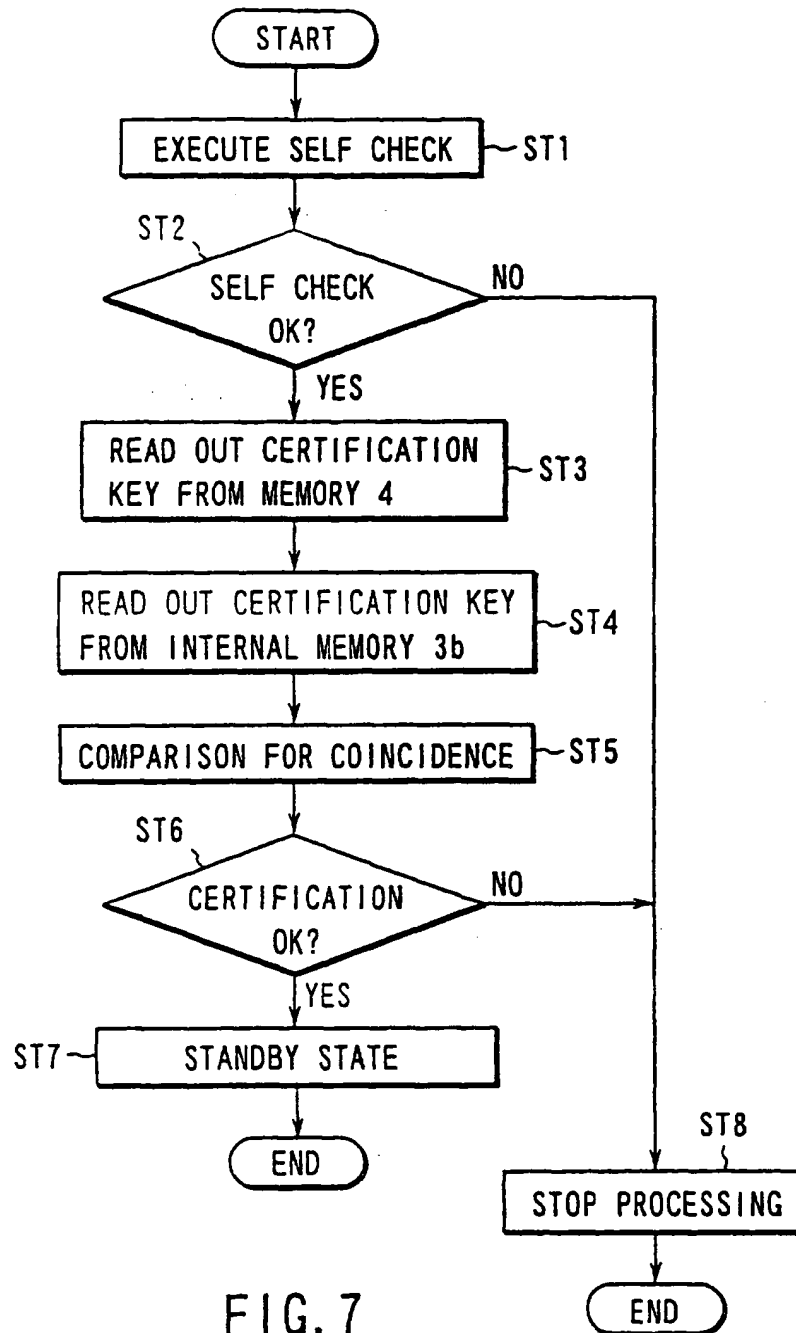 START
EXECUTE SELF CHECK
ST1
ST2
SELF CHECK
OK?
NO
YES
READ OUT CERTIFICATION
KEY FROM MEMORY 4
ST3
READ OUT CERTIFICATION KEY
FROM INTERNAL MEMORY 3b
ST4
COMPARISON FOR COINCIDENCE
ST5
ST6
CERTIFICATION
OK?
NO
YES
ST7
STANDBY STATE
END
ST8
STOP PROCESSING
END
FIG. 7